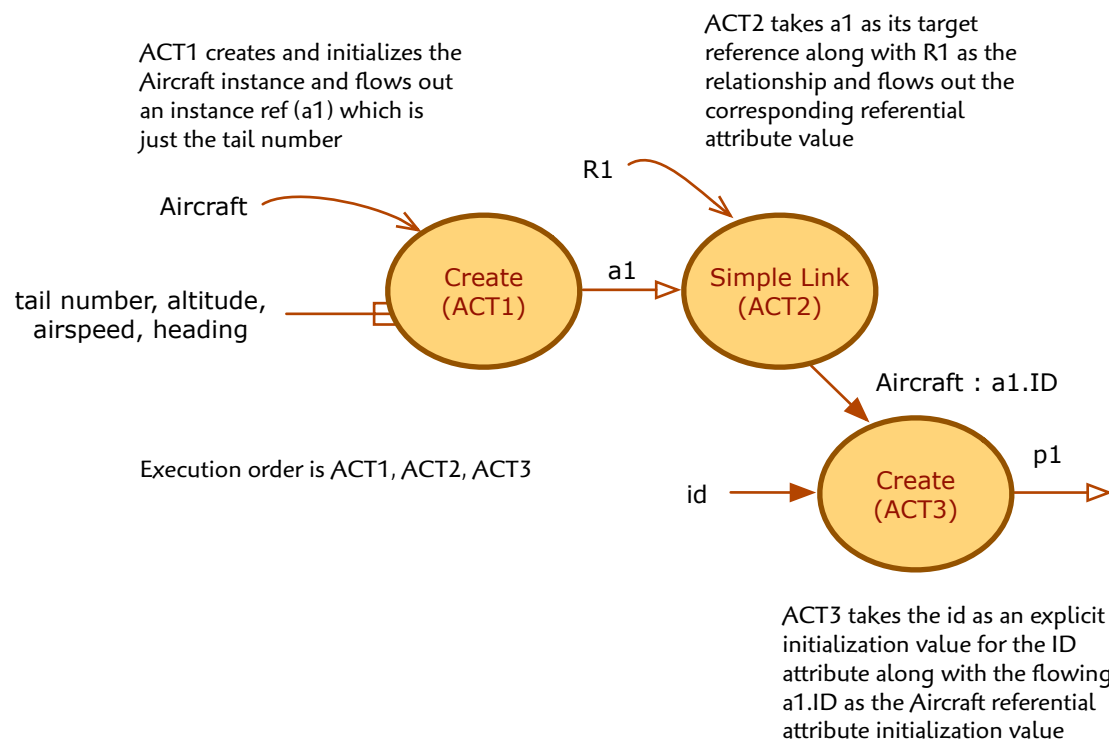 ACT1 creates and initializes the
Aircraft instance and flows out
an instance ref (a1) which is
just the tail number
ACT2 takes a1 as its target
reference along with R1 as the
relationship and flows out the
corresponding referential
attribute value
R1
Aircraft
Create
(ACT1)
a1
Simple Link
(ACT2)
tail number, altitude,
airspeed, heading
Aircraft : a1.ID
Execution order is ACT1, ACT2, ACT3
id
Create
(ACT3)
p1
ACT3 takes the id as an explicit
initialization value for the ID
attribute along with the flowing
a1.ID as the Aircraft referential
attribute initialization value